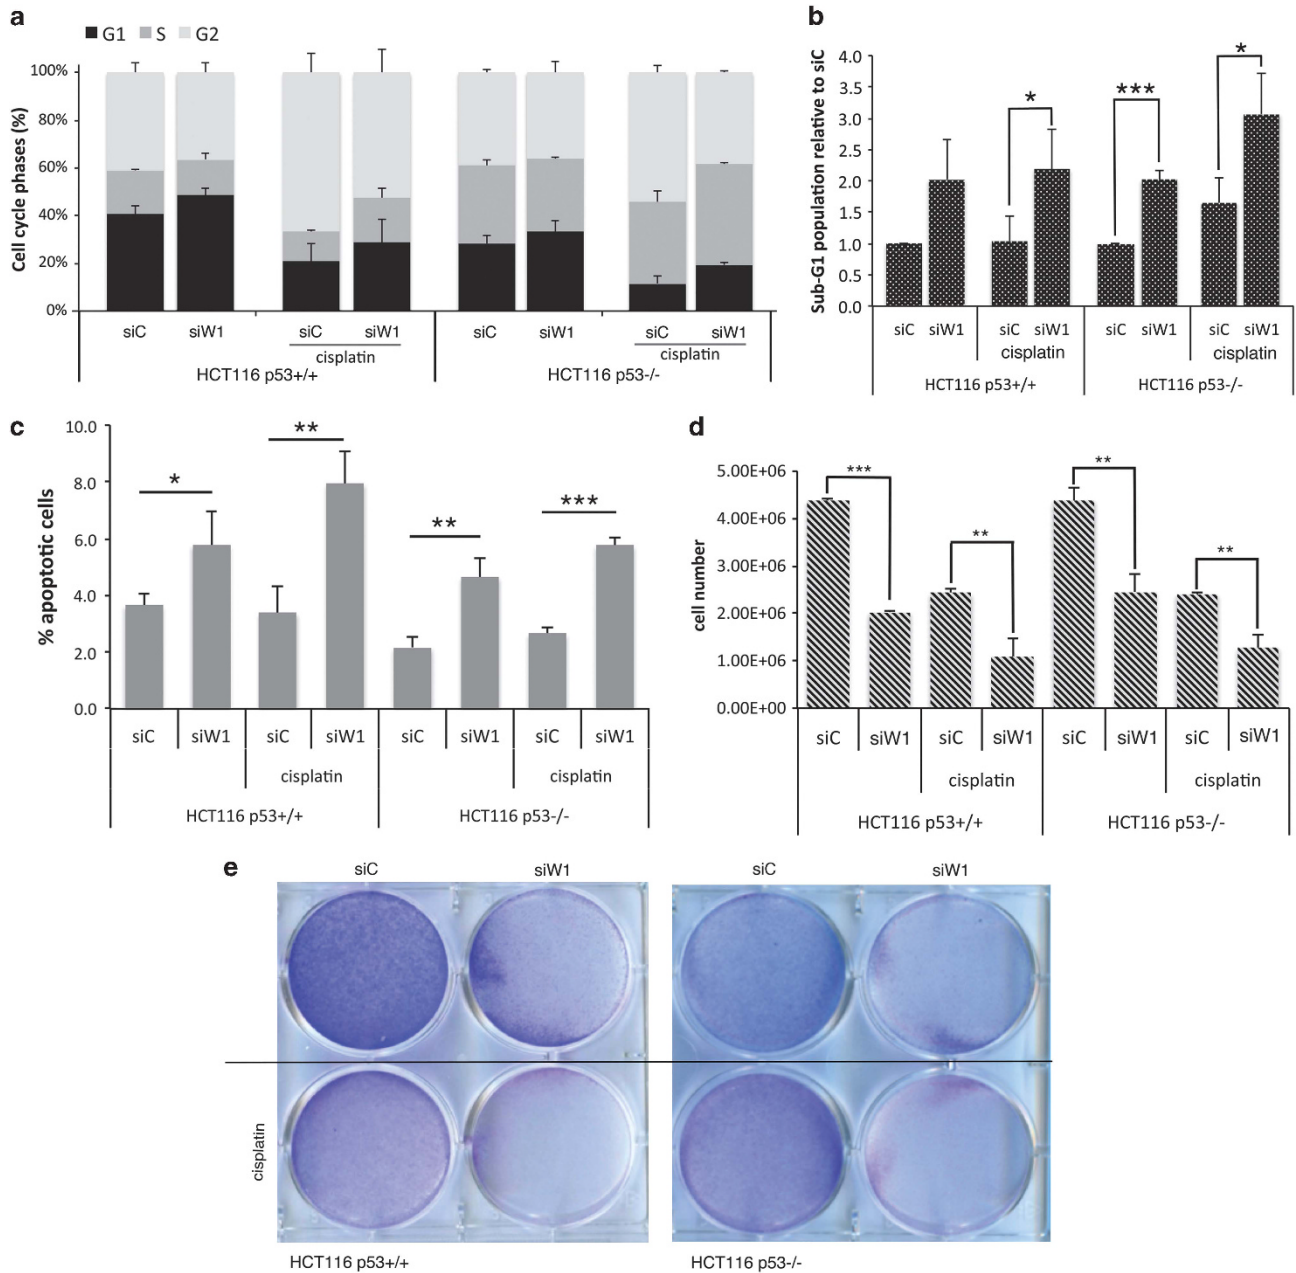 a
G1 S G2
Cell cycle phases (%)
100%
80%
60%
40%
20%
0%
siC siW1 siC siW1 siC siW1 siC siW1
cisplatin cisplatin
HCT116 p53+/+ HCT116 p53-/-
b
Sub-G1 population relative to siC
4.0
3.5
3.0
2.5
2.0
1.5
1.0
0.5
0.0
* *** *
siC siW1 siC siW1 siC siW1 siC siW1
cisplatin cisplatin
HCT116 p53+/+ HCT116 p53-/-
c
% apoptotic cells
10.0
8.0
6.0
4.0
2.0
0.0
* ** ** ***
siC siW1 siC siW1 siC siW1 siC siW1
cisplatin cisplatin
HCT116 p53+/+ HCT116 p53-/-
d
cell number
5.00E+06
4.00E+06
3.00E+06
2.00E+06
1.00E+06
0.00E+00
*** ** ** **
siC siW1 siC siW1 siC siW1 siC siW1
cisplatin cisplatin
HCT116 p53+/+ HCT116 p53-/-
e
siC siW1 siC siW1
cisplatin
HCT116 p53+/+ HCT116 p53-/-